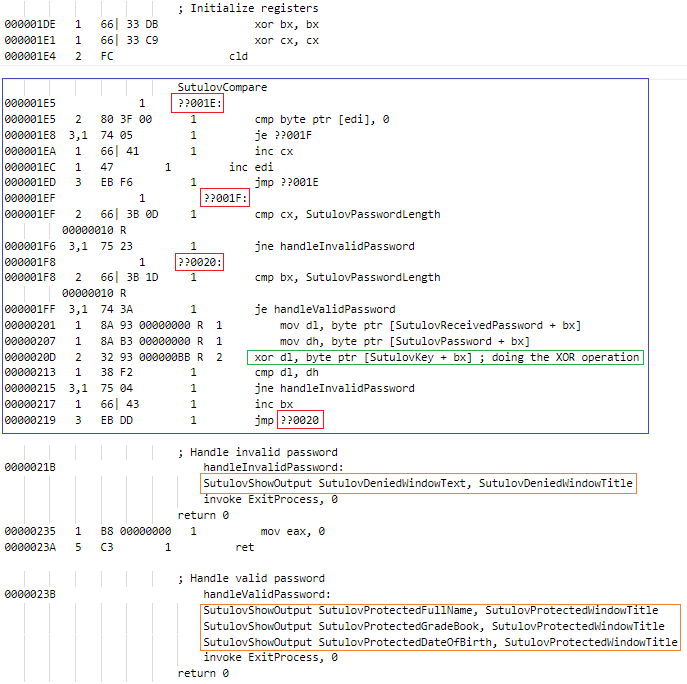 ; Initialize registers
000001DE 1 66| 33 DB xor bx, bx
000001E1 1 66| 33 C9 xor cx, cx
000001E4 2 FC cld
SutulovCompare
000001E5 1 ??001E:
000001E5 2 80 3F 00 1 cmp byte ptr [edi], 0
000001E8 3,1 74 05 1 je ??001F
000001EA 1 66| 41 1 inc cx
000001EC 1 47 1 inc edi
000001ED 3 EB F6 1 jmp ??001E
000001EF 1 ??001F:
000001EF 2 66| 3B 0D 1 cmp cx, SutulovPasswordLength
00000010 R
000001F6 3,1 75 23 1 jne handleInvalidPassword
000001F8 1 ??0020:
000001F8 2 66| 3B 1D 1 cmp bx, SutulovPasswordLength
00000010 R
000001FF 3,1 74 3A 1 je handleValidPassword
00000201 1 8A 93 00000000 R 1 mov dl, byte ptr [SutulovReceivedPassword + bx]
00000207 1 8A B3 00000000 R 1 mov dh, byte ptr [SutulovPassword + bx]
0000020D 2 32 93 000000BB R 2 xor dl, byte ptr [SutulovKey + bx] ; doing the XOR operation
00000213 1 38 F2 1 cmp dl, dh
00000215 3,1 75 04 1 jne handleInvalidPassword
00000217 1 66| 43 1 inc bx
00000219 3 EB DD 1 jmp ??0020
; Handle invalid password
0000021B handleInvalidPassword:
SutulovShowOutput SutulovDeniedWindowText, SutulovDeniedWindowTitle
invoke ExitProcess, 0
return 0
00000235 1 B8 00000000 1 mov eax, 0
0000023A 5 C3 1 ret
; Handle valid password
0000023B handleValidPassword:
SutulovShowOutput SutulovProtectedFullName, SutulovProtectedWindowTitle
SutulovShowOutput SutulovProtectedGradeBook, SutulovProtectedWindowTitle
SutulovShowOutput SutulovProtectedDateOfBirth, SutulovProtectedWindowTitle
invoke ExitProcess, 0
return 0